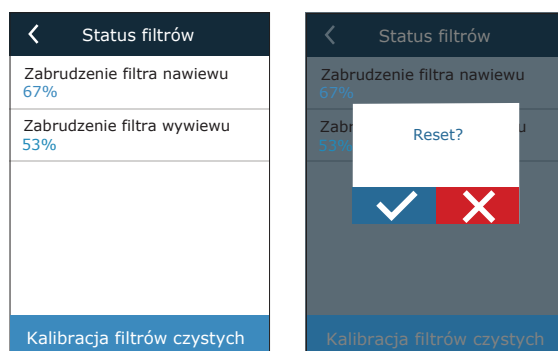 Status filtrów
Zabrudzenie filtra nawiewu
67%
Zabrudzenie filtra wywiewu
53%
Kalibracja filtrów czystych
Status filtrów
Zabrudzenie filtra nawiewu
67%
Zabr u
53%
Reset?
Kalibracja filtrów czystych